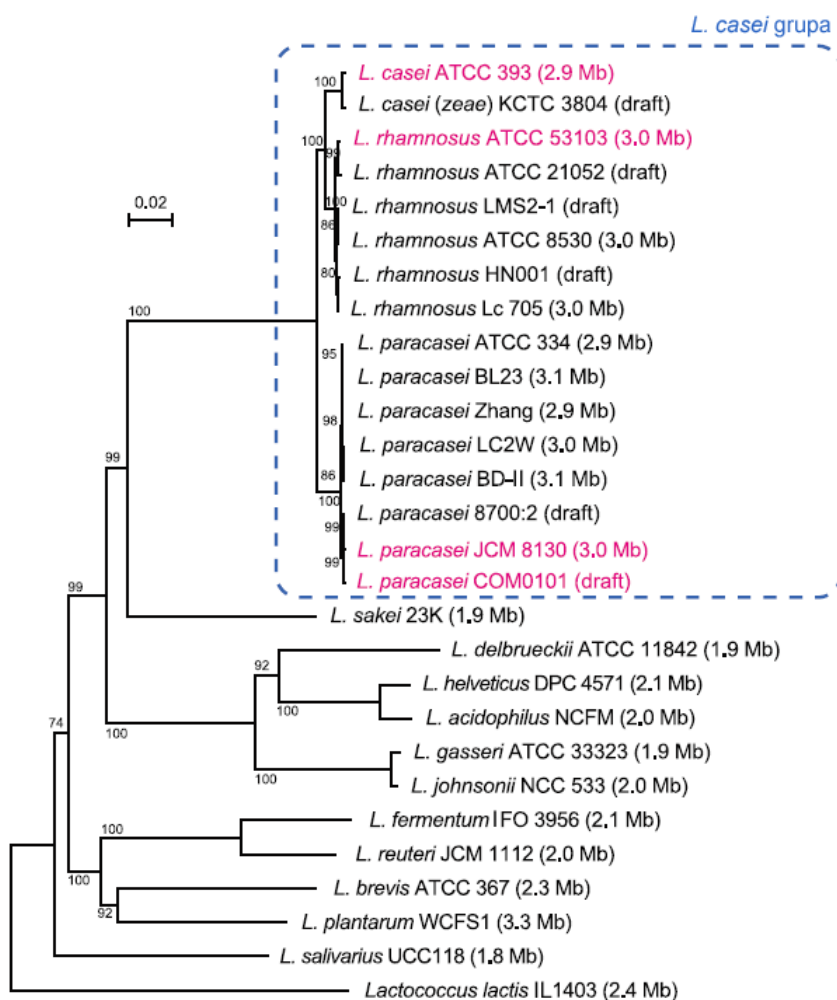 L. casei grupa
100
L. casei ATCC 393 (2.9 Mb)
L. casei (zeae) KCTC 3804 (draft)
100
99
L. rhamnosus ATCC 53103 (3.0 Mb)
L. rhamnosus ATCC 21052 (draft)
0.02
100
L. rhamnosus LMS2-1 (draft)
86
L. rhamnosus ATCC 8530 (3.0 Mb)
80
L. rhamnosus HN001 (draft)
L. rhamnosus Lc 705 (3.0 Mb)
100
95
L. paracasei ATCC 334 (2.9 Mb)
L. paracasei BL23 (3.1 Mb)
98
L. paracasei Zhang (2.9 Mb)
L. paracasei LC2W (3.0 Mb)
99
86
L. paracasei BD-II (3.1 Mb)
100
L. paracasei 8700:2 (draft)
99
L. paracasei JCM 8130 (3.0 Mb)
99
L. paracasei COM0101 (draft)
99
L. sakei 23K (1.9 Mb)
L. delbrueckii ATCC 11842 (1.9 Mb)
92
L. helveticus DPC 4571 (2.1 Mb)
100
L. acidophilus NCFM (2.0 Mb)
74
100
L. gasseri ATCC 33323 (1.9 Mb)
100
L. johnsonii NCC 533 (2.0 Mb)
L. fermentum IFO 3956 (2.1 Mb)
100
L. reuteri JCM 1112 (2.0 Mb)
100
L. brevis ATCC 367 (2.3 Mb)
92
L. plantarum WCFS1 (3.3 Mb)
L. salivarius UCC118 (1.8 Mb)
Lactococcus lactis IL1403 (2.4 Mb)